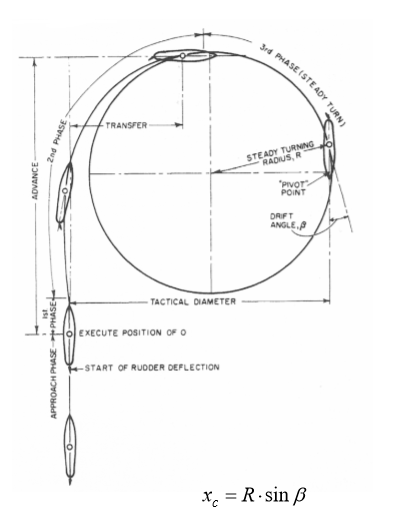 3rd PHASE (STEADY TURN)
TRANSFER
2nd PHASE
STEADY TURNING
RADIUS, R
ADVANCE
"PIVOT"
POINT
DRIFT
ANGLE, β
TACTICAL DIAMETER
1st
PHASE
EXECUTE POSITION OF O
START OF RUDDER DEFLECTION
APPROACH PHASE
x_c = R · sin β